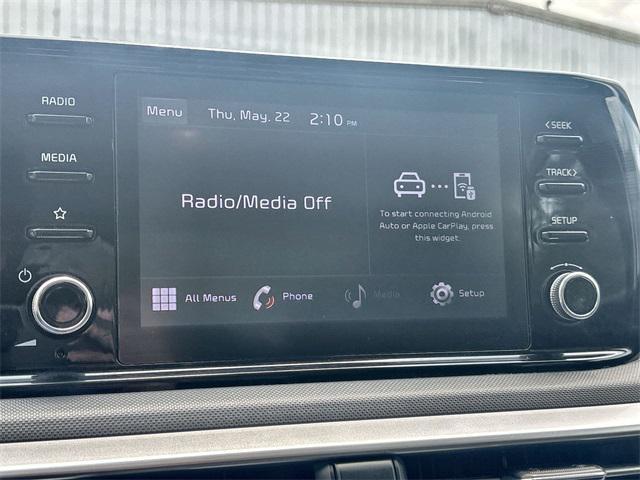 RADIO
MEDIA
Menu Thu, May. 22 2:10 PM
Radio/Media Off
To start connecting Android
Auto or Apple CarPlay, press
this widget.
All Menus Phone Media Setup
< SEEK
TRACK >
SETUP